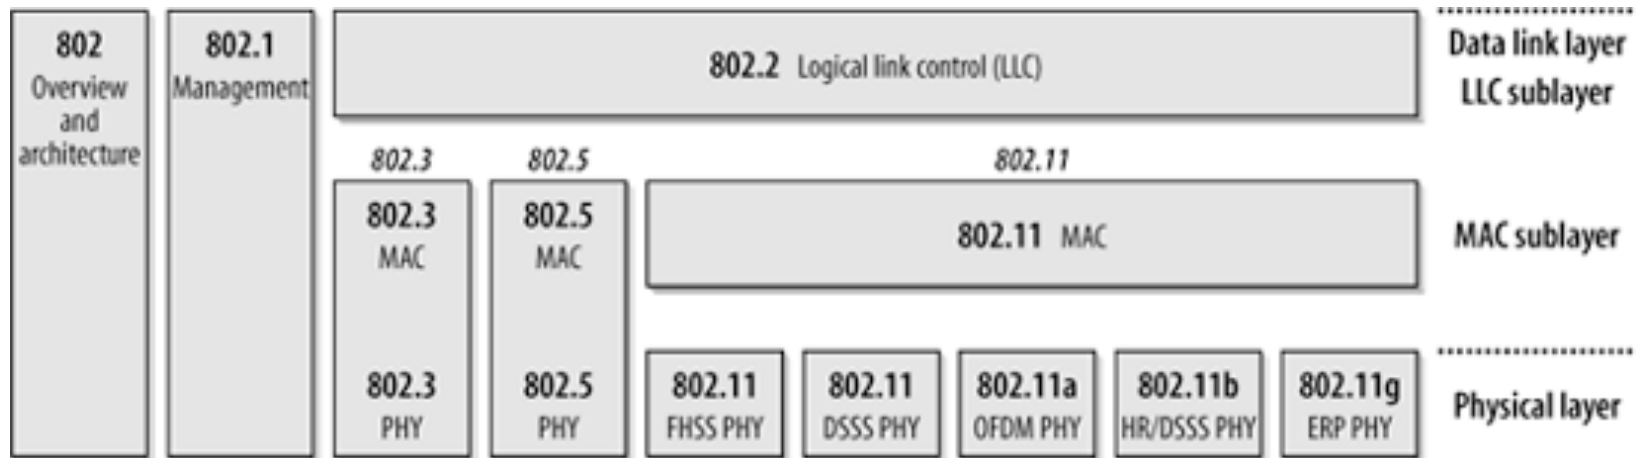 802
Overview
and
architecture
802.1
Management
802.2 Logical link control (LLC)
Data link layer
LLC sublayer
802.3
802.5
802.11
802.3
MAC
802.5
MAC
802.11 MAC
MAC sublayer
802.3
PHY
802.5
PHY
802.11
FHSS PHY
802.11
DSSS PHY
802.11a
OFDM PHY
802.11b
HR/DSSS PHY
802.11g
ERP PHY
Physical layer